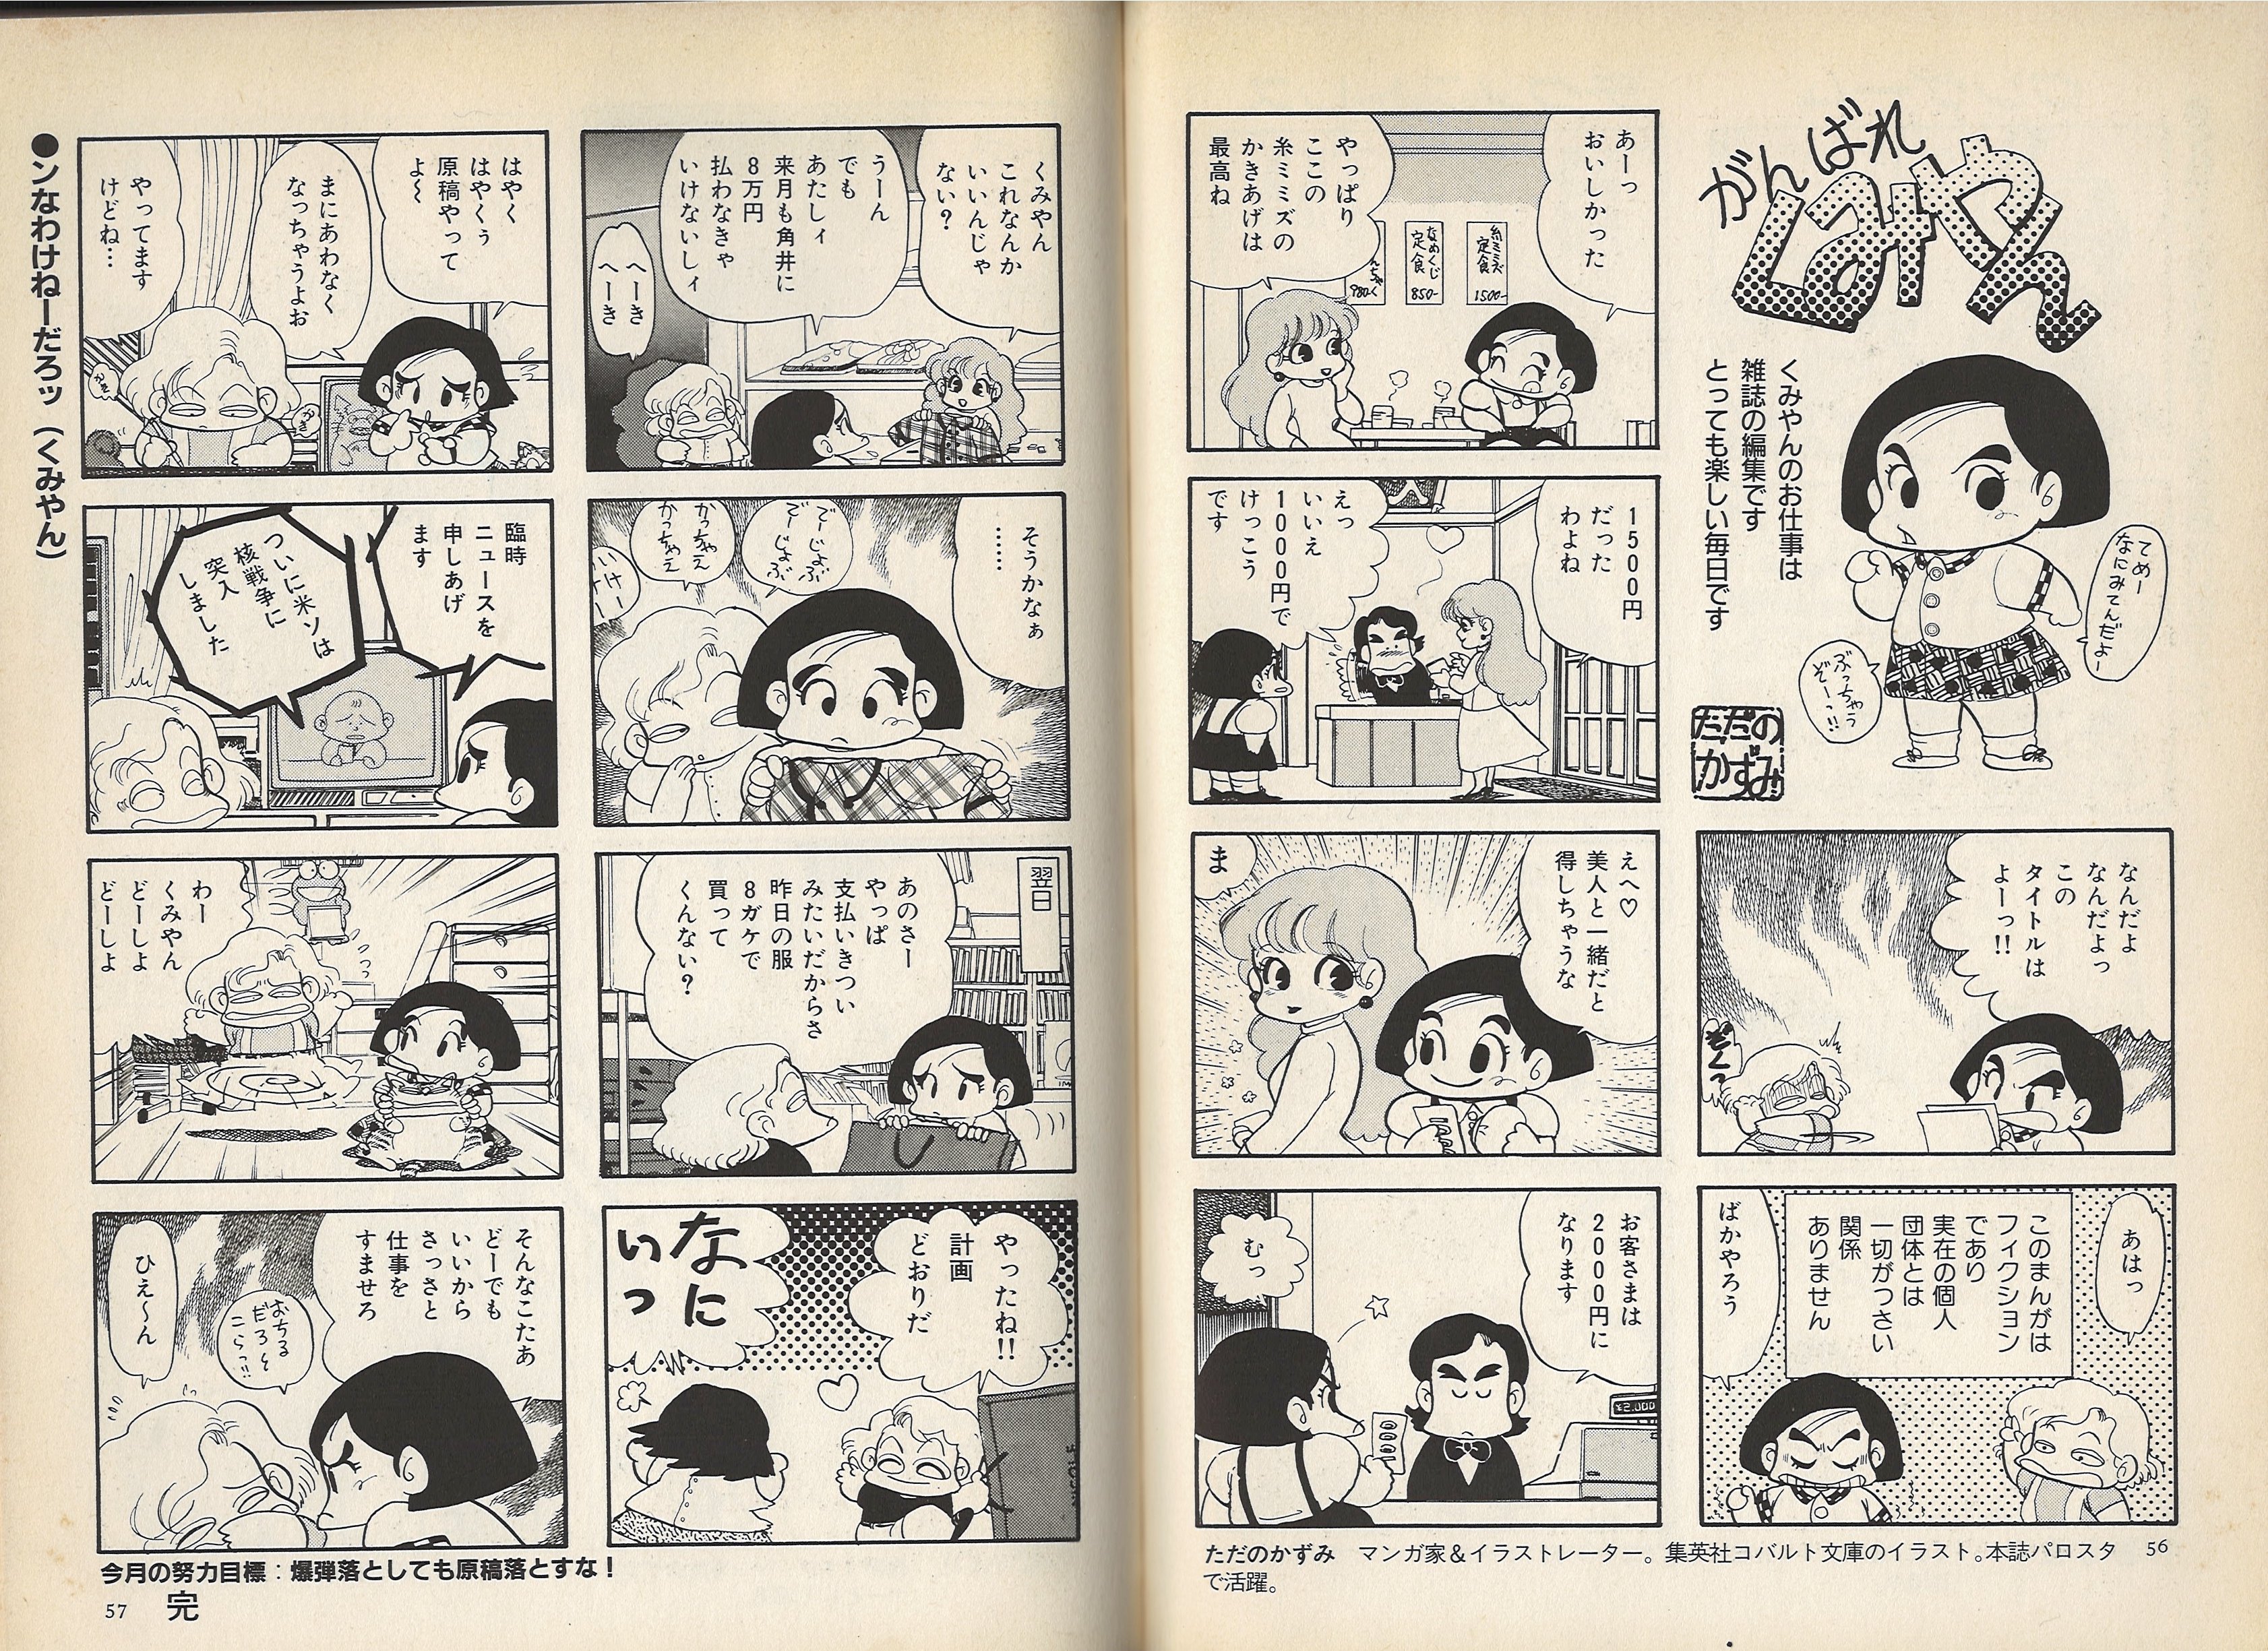 がんばれ
くみやん
くみやんのお仕事は
雑誌の編集です
とっても楽しい毎日です
てめー
なにみてんだよー
ぶっちゃう
ぞーっ!!
ただの
かずみ
なんだよ
なんだよっ
この
タイトルは
よーっ!!
あはっ
このまんがは
フィクション
であり
実在の個人
団体とは
一切がっさい
関係
ありません
ばかやろう
あーっ
おいしかった
やっぱり
ここの
糸ミミズの
かきあげは
最高ね
糸ミミズ
定食
1500-
なめくじ
定食
850-
1500円
だった
わよね
えっ
いいえ
1000円で
けっこう
です
えへ♡
美人と一緒だと
得しちゃうな
ま
お客さまは
2000円に
なります
¥2,000
むっ
ただのかずみ　マンガ家&イラストレーター。集英社コバルト文庫のイラスト。本誌パロスタ
で活躍。
56
くみやん
これなんか
いいんじゃ
ない?
うーん
でも
あたしィ
来月も角井に
8万円
払わなきゃ
いけないしィ
へーき
へーき
そうかなぁ
……
でーじょぶ
でーじょぶ
かっちゃえ
かっちゃえ
翌日
あのさー
やっぱ
支払いきつい
みたいだからさ
昨日の服
8ガケで
買って
くんない?
やったね!!
計画
どおりだ
なに
いっ
はやく
はやくぅ
原稿やって
よ〜
まにあわなく
なっちゃうよぉ
やってます
けどね…
かき
かき
臨時
ニュースを
申しあげ
ます
ついに米ソは
核戦争に
突入
しました
わー
くみやん
どーしよ
どーしよ
そんなこたあ
どーでも
いいから
さっさと
仕事を
すませろ
おちる
だろと
こらっ!!
ひえ〜ん
●ンなわけねーだろッ（くみやん）
今月の努力目標：爆弾落としても原稿落とすな！
完
57